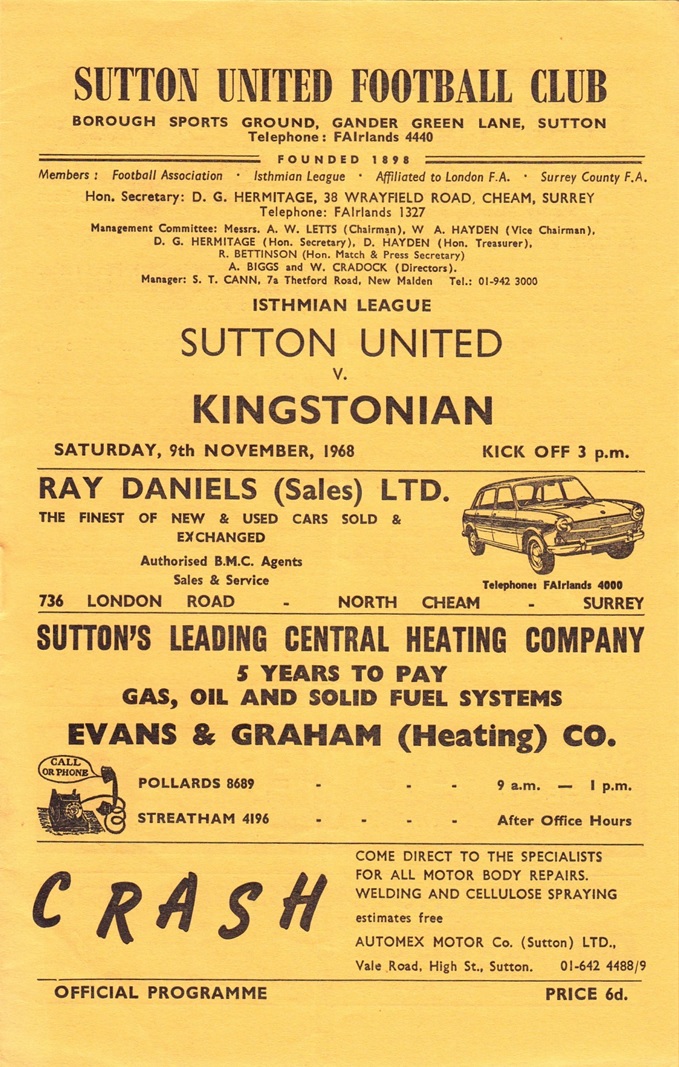 SUTTON UNITED FOOTBALL CLUB
BOROUGH SPORTS GROUND, GANDER GREEN LANE, SUTTON
Telephone: FAIrlands 4440
FOUNDED 1898
Members: Football Association · Isthmian League · Affiliated to London F.A. · Surrey County F.A.
Hon. Secretary: D. G. HERMITAGE, 38 WRAYFIELD ROAD, CHEAM, SURREY
Telephone: FAIrlands 1327
Management Committee: Messrs. A. W. LETTS (Chairman), W A. HAYDEN (Vice Chairman),
D. G. HERMITAGE (Hon. Secretary), D. HAYDEN (Hon. Treasurer),
R. BETTINSON (Hon. Match & Press Secretary)
A. BIGGS and W. CRADOCK (Directors).
Manager: S. T. CANN, 7a Thetford Road, New Malden Tel.: 01-942 3000
ISTHMIAN LEAGUE
SUTTON UNITED
v.
KINGSTONIAN
SATURDAY, 9th NOVEMBER, 1968 KICK OFF 3 p.m.
RAY DANIELS (Sales) LTD.
THE FINEST OF NEW & USED CARS SOLD &
EXCHANGED
Authorised B.M.C. Agents
Sales & Service
Telephone: FAIrlands 4000
736 LONDON ROAD - NORTH CHEAM - SURREY
SUTTON'S LEADING CENTRAL HEATING COMPANY
5 YEARS TO PAY
GAS, OIL AND SOLID FUEL SYSTEMS
EVANS & GRAHAM (Heating) CO.
CALL
OR PHONE
POLLARDS 8689 - - - 9 a.m. — 1 p.m.
STREATHAM 4196 - - - - After Office Hours
CRASH
COME DIRECT TO THE SPECIALISTS
FOR ALL MOTOR BODY REPAIRS.
WELDING AND CELLULOSE SPRAYING
estimates free
AUTOMEX MOTOR Co. (Sutton) LTD.,
Vale Road, High St., Sutton. 01-642 4488/9
OFFICIAL PROGRAMME PRICE 6d.